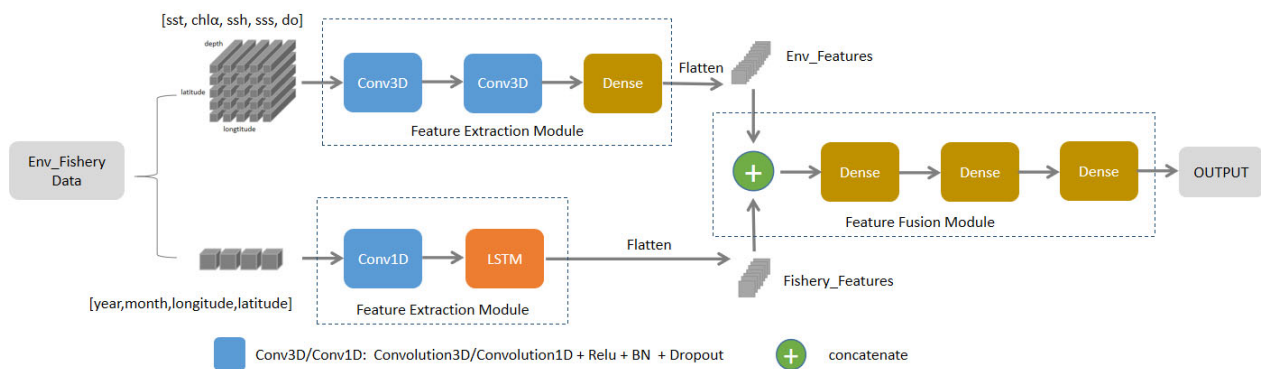 [sst, chlα, ssh, sss, do]
depth
latitude
longtitude
Conv3D
Conv3D
Dense
Feature Extraction Module
Flatten
Env_Features
Env_Fishery
Data
+
Dense
Dense
Dense
Feature Fusion Module
OUTPUT
Conv1D
LSTM
Feature Extraction Module
Flatten
Fishery_Features
[year,month,longitude,latitude]
Conv3D/Conv1D: Convolution3D/Convolution1D + Relu + BN + Dropout
+
concatenate